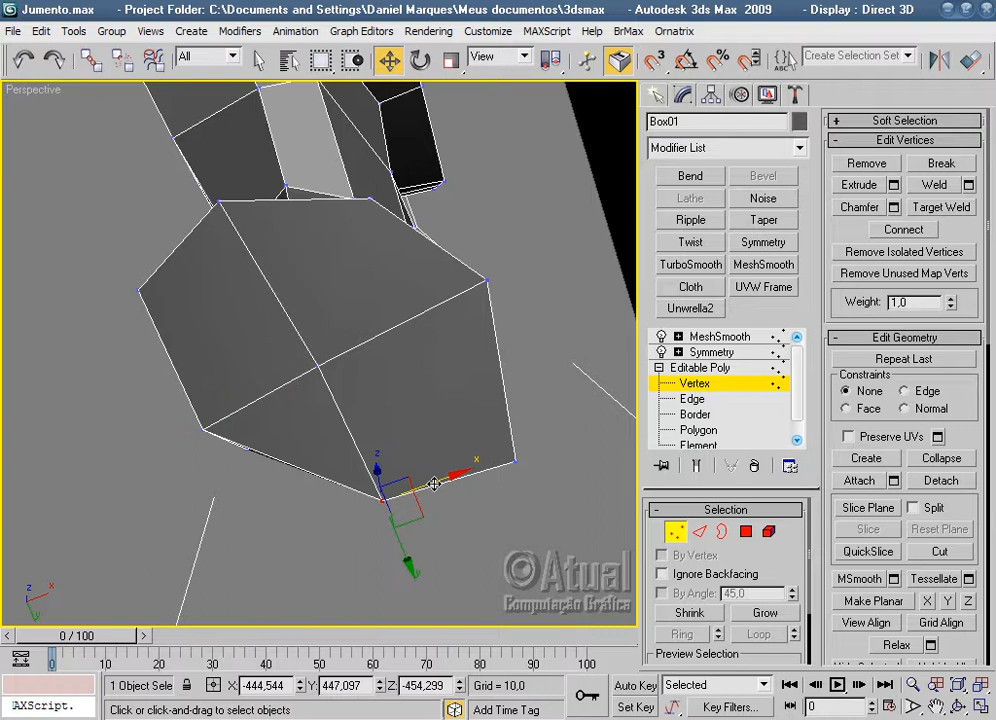 Jumento.max - Project Folder: C:\Documents and Settings\Daniel Marques\Meus documentos\3dsmax - Autodesk 3ds Max 2009 - Display : Direct 3D
File Edit Tools Group Views Create Modifiers Animation Graph Editors Rendering Customize MAXScript Help BrMax Ornatrix
All View Create Selection Set
Perspective
Box01
Modifier List
Bend Bevel
Lathe Noise
Ripple Taper
Twist Symmetry
TurboSmooth MeshSmooth
Cloth UVW Frame
Unwrella2
MeshSmooth
Symmetry
Editable Poly
Vertex
Edge
Border
Polygon
Element
Selection
By Vertex
Ignore Backfacing
By Angle: 45,0
Shrink Grow
Ring Loop
Preview Selection
Soft Selection
Edit Vertices
Remove Break
Extrude Weld
Chamfer Target Weld
Connect
Remove Isolated Vertices
Remove Unused Map Verts
Weight: 1,0
Edit Geometry
Repeat Last
Constraints
None Edge
Face Normal
Preserve UVs
Create Collapse
Attach Detach
Slice Plane Split
Slice Reset Plane
QuickSlice Cut
MSmooth Tessellate
Make Planar X Y Z
View Align Grid Align
Relax
z x y
z x y
©Atual
Computação Gráfica
0 / 100
0 10 20 30 40 50 60 70 80 90 100
1 Object Sele X: -444,544 Y: 447,097 Z: -454,299 Grid = 10,0 Auto Key Selected
AXScript. Click or click-and-drag to select objects Add Time Tag Set Key Key Filters... 0